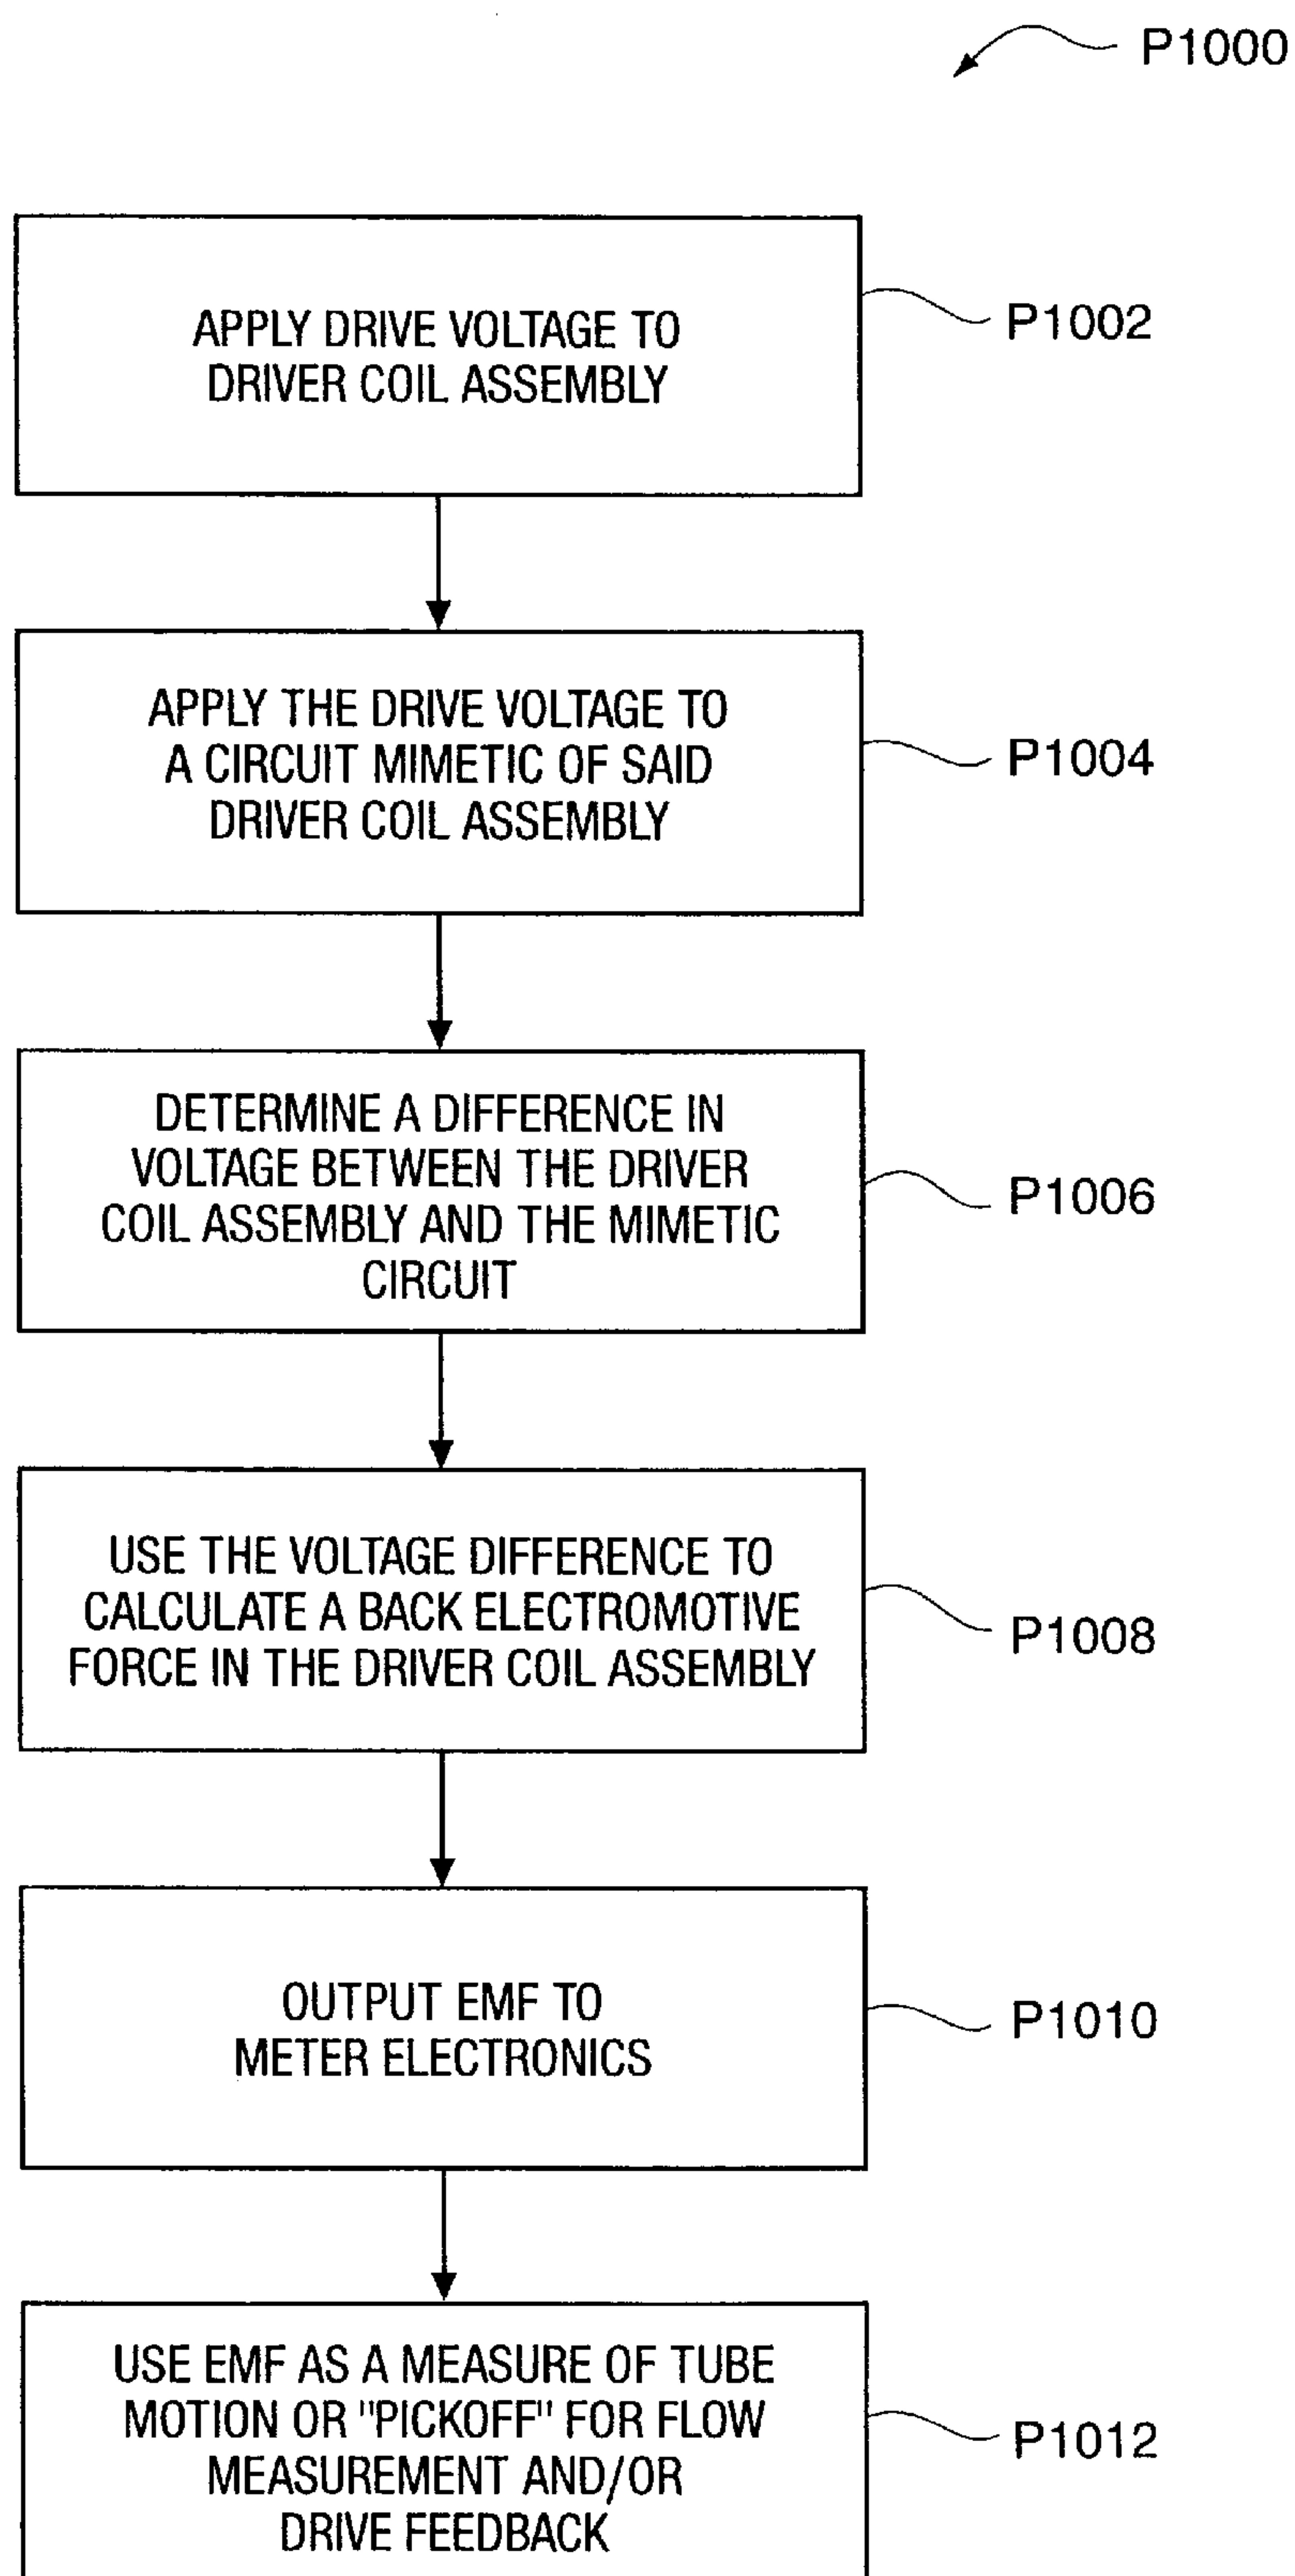 P1000
APPLY DRIVE VOLTAGE TO
DRIVER COIL ASSEMBLY
P1002
APPLY THE DRIVE VOLTAGE TO
A CIRCUIT MIMETIC OF SAID
DRIVER COIL ASSEMBLY
P1004
DETERMINE A DIFFERENCE IN
VOLTAGE BETWEEN THE DRIVER
COIL ASSEMBLY AND THE MIMETIC
CIRCUIT
P1006
USE THE VOLTAGE DIFFERENCE TO
CALCULATE A BACK ELECTROMOTIVE
FORCE IN THE DRIVER COIL ASSEMBLY
P1008
OUTPUT EMF TO
METER ELECTRONICS
P1010
USE EMF AS A MEASURE OF TUBE
MOTION OR "PICKOFF" FOR FLOW
MEASUREMENT AND/OR
DRIVE FEEDBACK
P1012